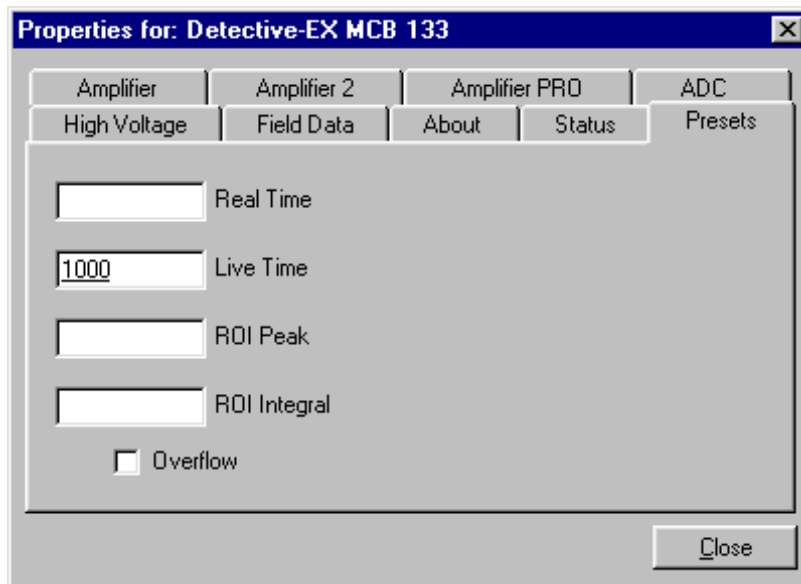 Properties for: Detective-EX MCB 133
Amplifier Amplifier 2 Amplifier PRO ADC
High Voltage Field Data About Status Presets
Real Time
1000 Live Time
ROI Peak
ROI Integral
Overflow
Close